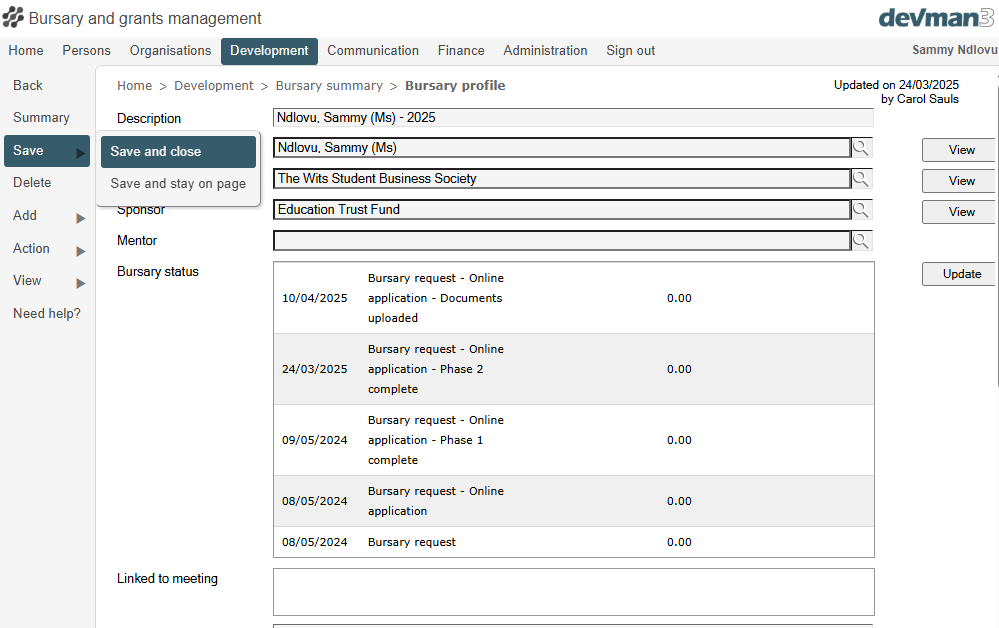 Bursary and grants management
devman3
Home Persons Organisations Development Communication Finance Administration Sign out
Sammy Ndlovu
Back
Summary
Save
Save and close
Save and stay on page
Delete
Add
Action
View
Need help?
Home > Development > Bursary summary > Bursary profile
Updated on 24/03/2025
by Carol Sauls
Description Ndlovu, Sammy (Ms) - 2025
Ndlovu, Sammy (Ms) View
The Wits Student Business Society View
Sponsor Education Trust Fund View
Mentor
Bursary status Update
Bursary request - Online
10/04/2025 application - Documents 0.00
uploaded
Bursary request - Online
24/03/2025 application - Phase 2 0.00
complete
Bursary request - Online
09/05/2024 application - Phase 1 0.00
complete
Bursary request - Online
08/05/2024 application 0.00
08/05/2024 Bursary request 0.00
Linked to meeting